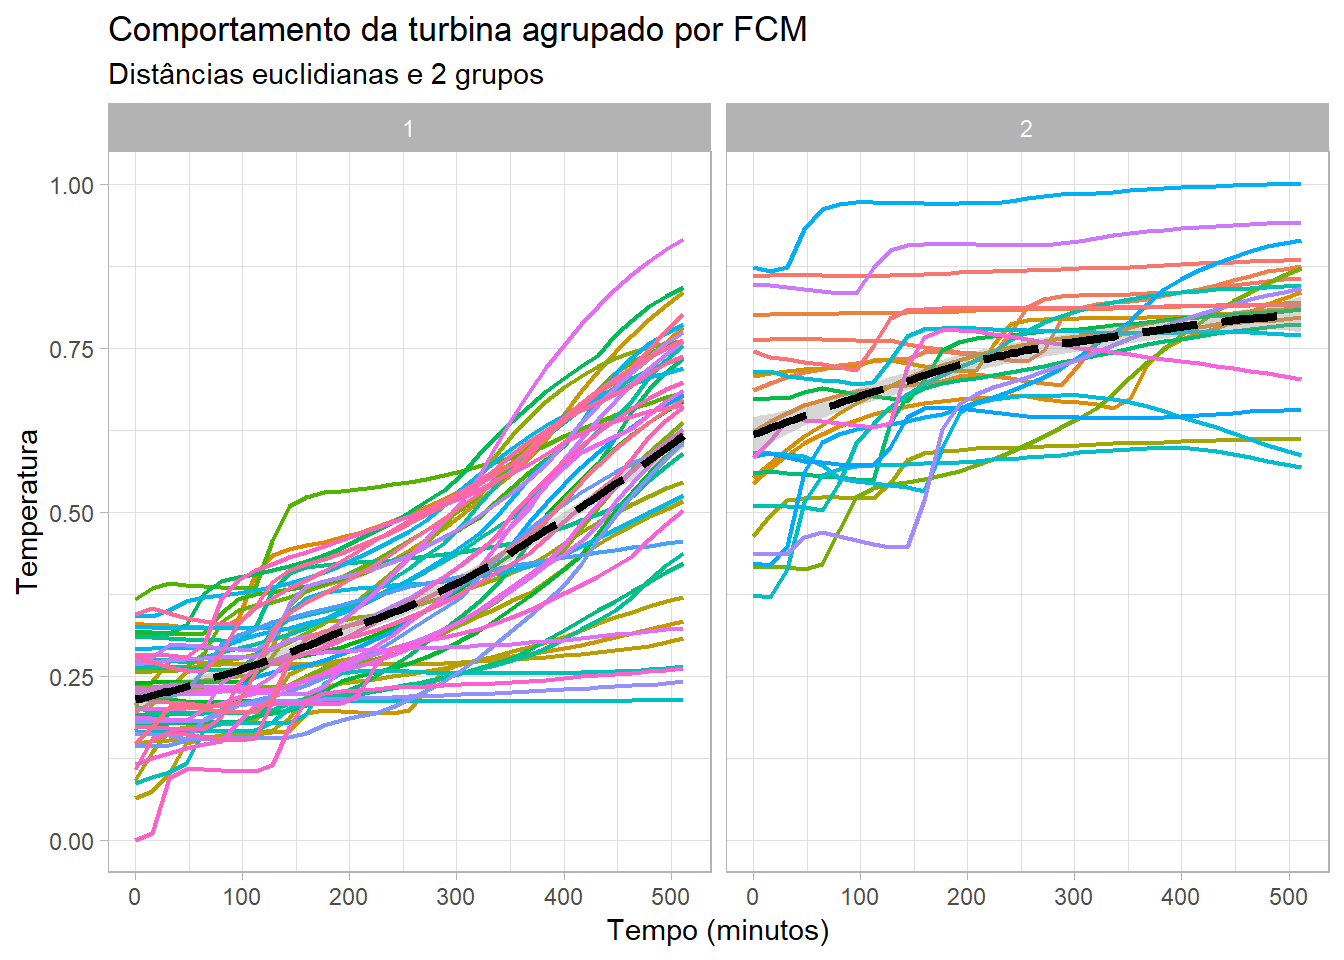 Comportamento da turbina agrupado por FCM
Distâncias euclidianas e 2 grupos
1
2
Temperatura
1.00
0.75
0.50
0.25
0.00
0 100 200 300 400 500
0 100 200 300 400 500
Tempo (minutos)